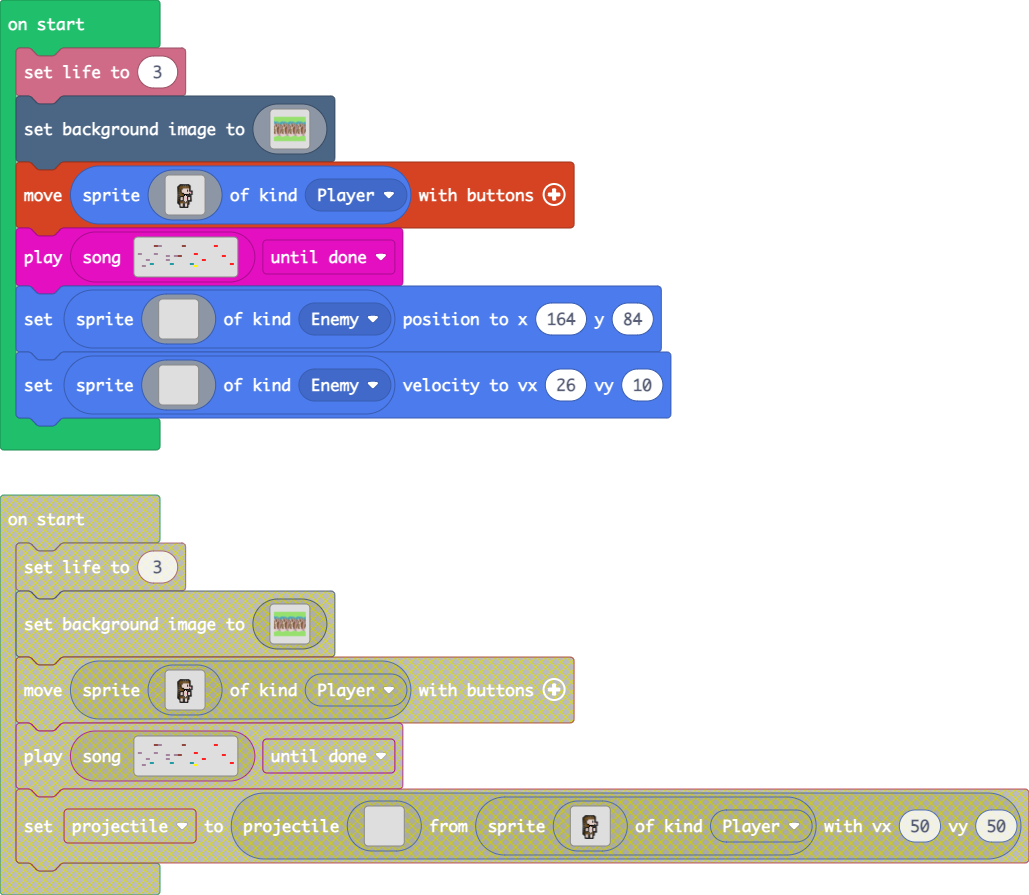 on start
set life to 3
set background image to
move sprite of kind Player with buttons
play song until done
set sprite of kind Enemy position to x 164 y 84
set sprite of kind Enemy velocity to vx 26 vy 10
on start
set life to 3
set background image to
move sprite of kind Player with buttons
play song until done
set projectile to projectile from sprite of kind Player with vx 50 vy 50